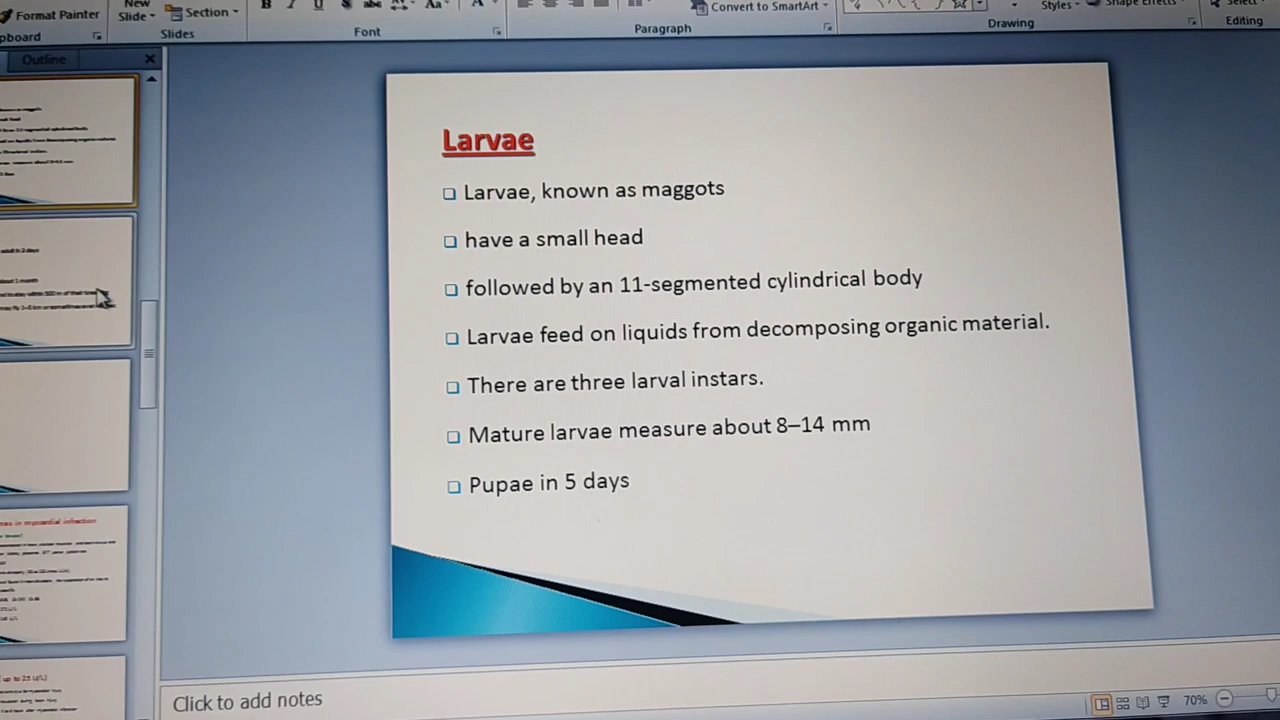 Format Painter
New
Slide
Section
Convert to SmartArt
Styles
Shape Effects
Select
pboard
Slides
Font
Paragraph
Drawing
Editing
Outline
Larvae
Larvae, known as maggots
have a small head
followed by an 11-segmented cylindrical body
Larvae feed on liquids from decomposing organic material.
There are three larval instars.
Mature larvae measure about 8–14 mm
Pupae in 5 days
Click to add notes
70%